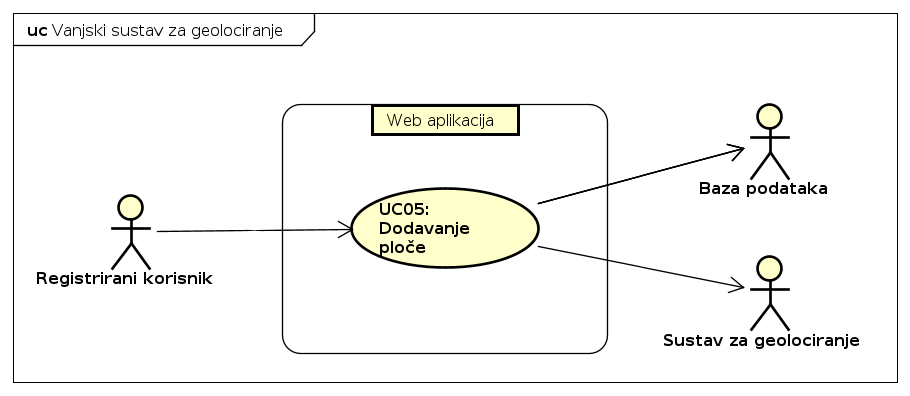 uc Vanjski sustav za geolociranje
Web aplikacija
UC05:
Dodavanje
ploče
Registrirani korisnik
Baza podataka
Sustav za geolociranje